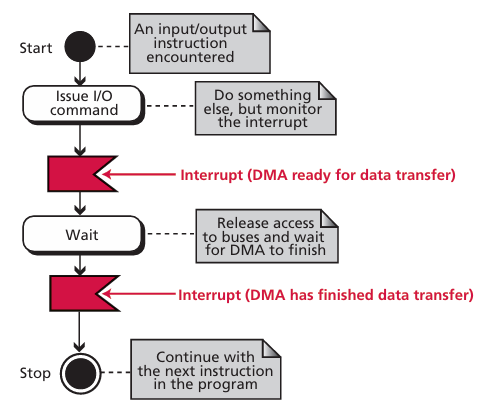 Start
An input/output
instruction
encountered
Issue I/O
command
Do something
else, but monitor
the interrupt
Interrupt (DMA ready for data transfer)
Wait
Release access
to buses and wait
for DMA to finish
Interrupt (DMA has finished data transfer)
Stop
Continue with
the next instruction
in the program